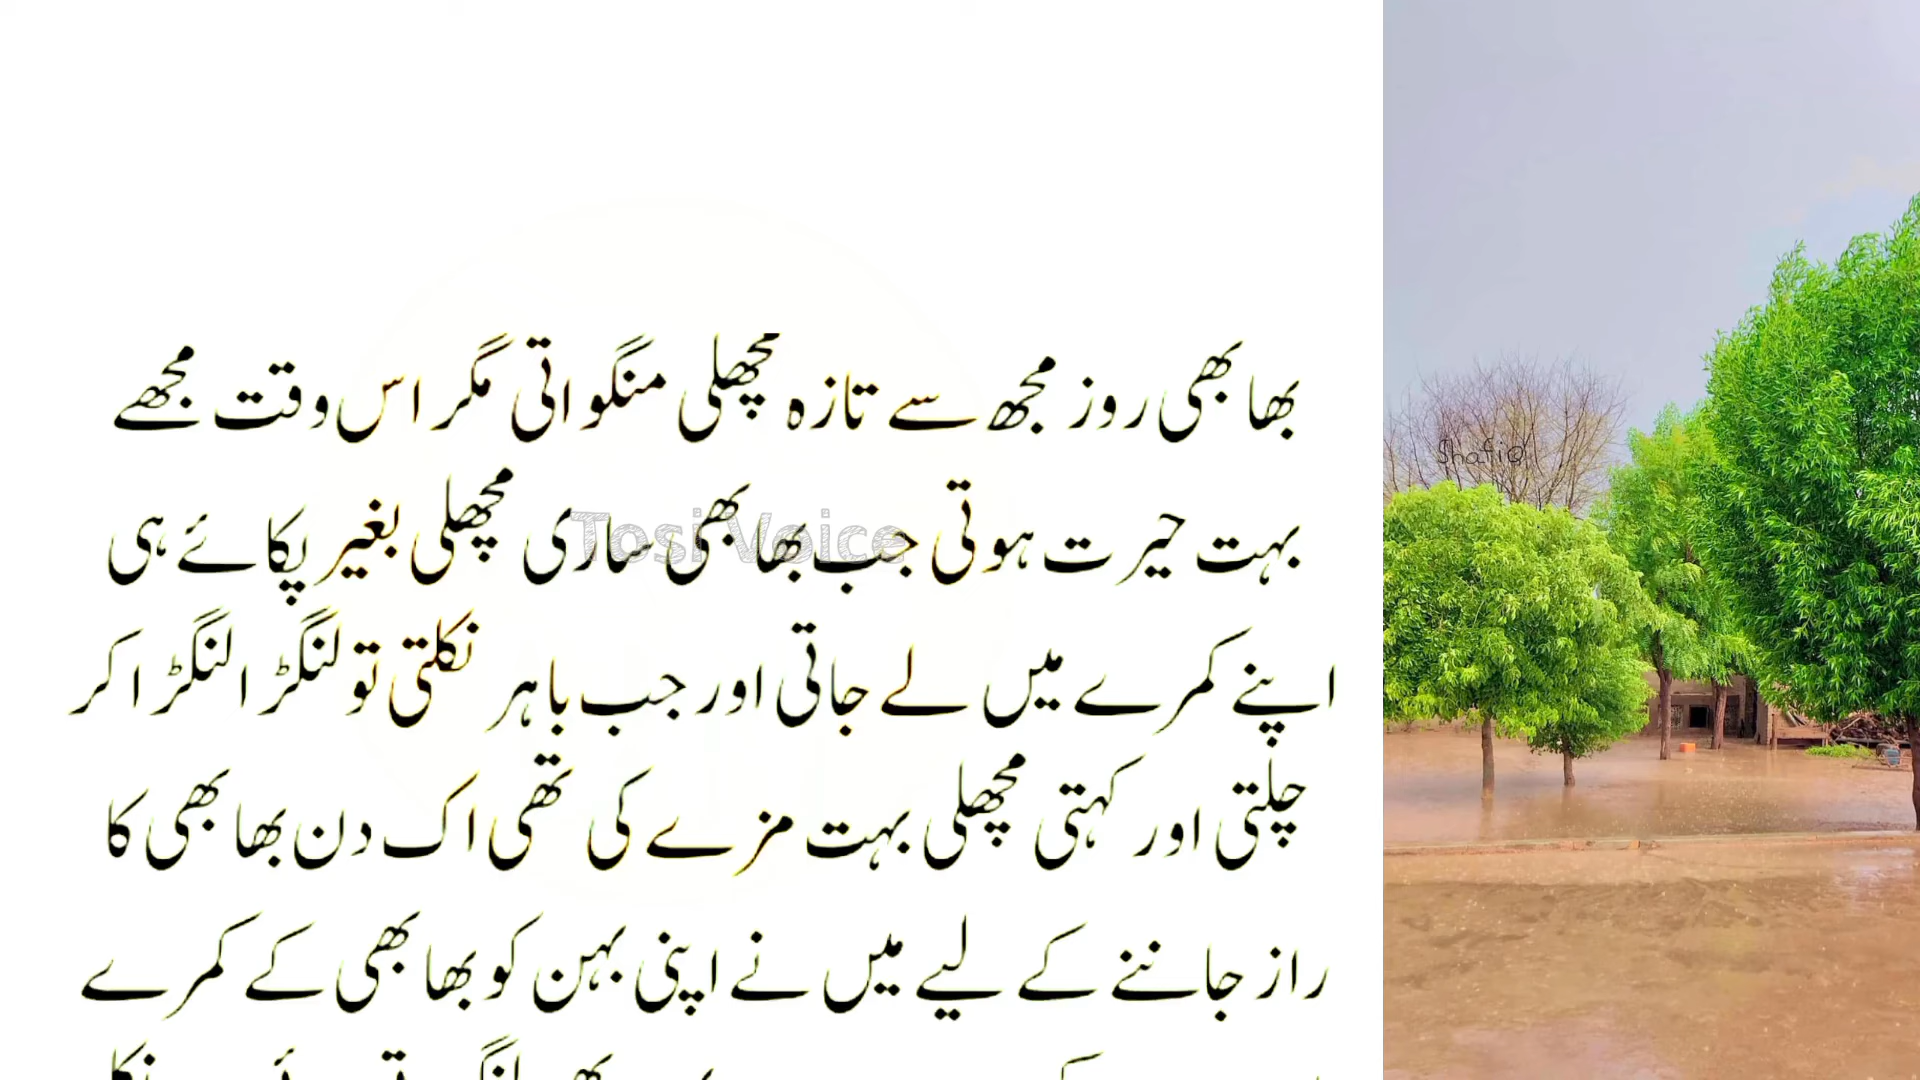 بھابھی روز مجھ سے تازہ مچھلی منگواتی مگر اس وقت مجھے
بہت حیرت ہوتی جب بھابھی ساری مچھلی بغیر پکائے ہی
Tosi Voice
اپنے کمرے میں لے جاتی اور جب باہر نکلتی تو لنگڑا لنگڑا کر
چلتی اور کہتی مچھلی بہت مزے کی تھی اک دن بھابھی کا
راز جاننے کے لیے میں نے اپنی بہن کو بھابھی کے کمرے
Shafiq